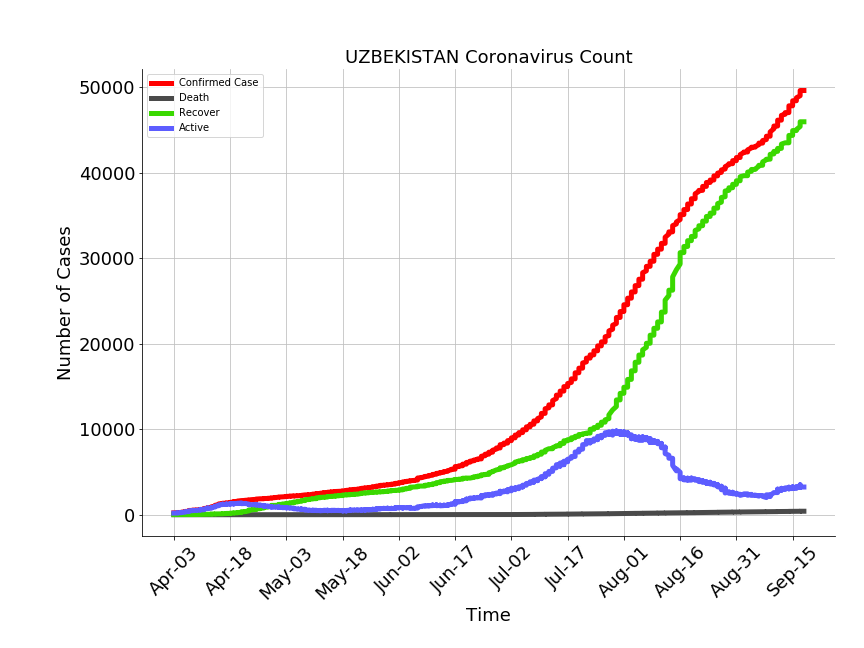 UZBEKISTAN Coronavirus Count
Confirmed Case
Death
Recover
Active
Number of Cases
50000
40000
30000
20000
10000
0
Apr-03
Apr-18
May-03
May-18
Jun-02
Jun-17
Jul-02
Jul-17
Aug-01
Aug-16
Aug-31
Sep-15
Time